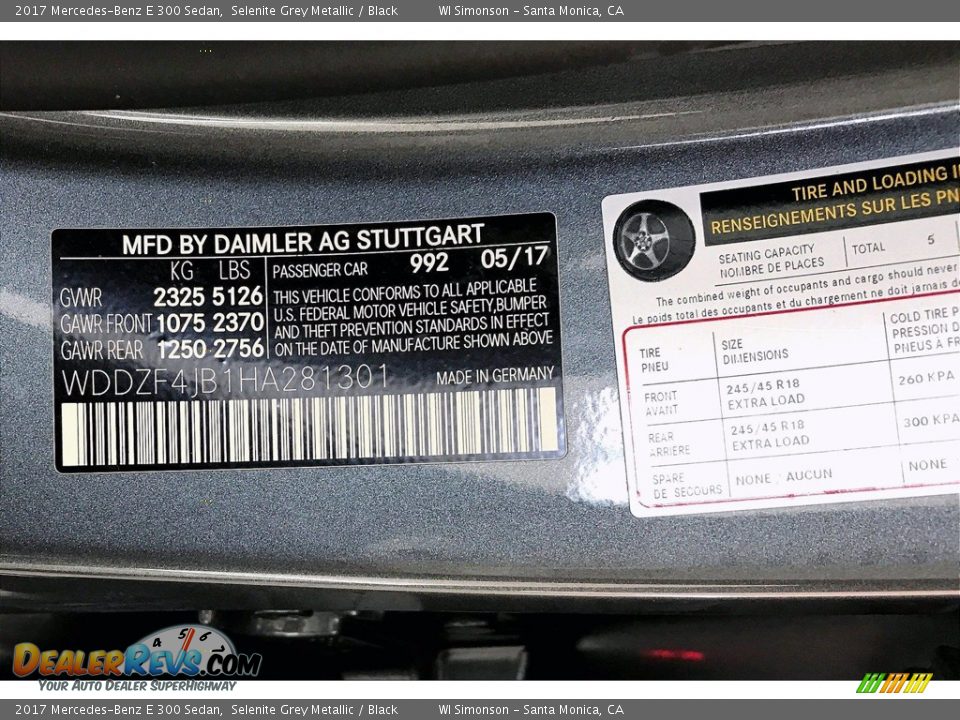 2017 Mercedes-Benz E 300 Sedan, Selenite Grey Metallic / Black WI Simonson - Santa Monica, CA
MFD BY DAIMLER AG STUTTGART
KG LBS
GVWR 2325 5126
GAWR FRONT 1075 2370
GAWR REAR 1250 2756
PASSENGER CAR 992 05/17
THIS VEHICLE CONFORMS TO ALL APPLICABLE
U.S. FEDERAL MOTOR VEHICLE SAFETY, BUMPER
AND THEFT PREVENTION STANDARDS IN EFFECT
ON THE DATE OF MANUFACTURE SHOWN ABOVE
WDDZF4JB1HA281301 MADE IN GERMANY
TIRE AND LOADING
RENSEIGNEMENTS SUR LES
SEATING CAPACITY
NOMBRE DE PLACES
TOTAL 5
The combined weight of occupants and cargo should never
Le poids total des occupants et du chargement ne doit jamais
TIRE
PNEU
SIZE
DIMENSIONS
COLD TIRE
PRESSION
PNEUS À
FRONT
AVANT
245/45 R18
EXTRA LOAD
260 KPA
REAR
ARRIERE
245/45 R18
EXTRA LOAD
300 KPA
SPARE
DE SECOURS
NONE / AUCUN
NONE
4 5 6
DEALERREVS.COM
YOUR AUTO DEALER SUPERHIGHWAY
2017 Mercedes-Benz E 300 Sedan, Selenite Grey Metallic / Black WI Simonson - Santa Monica, CA